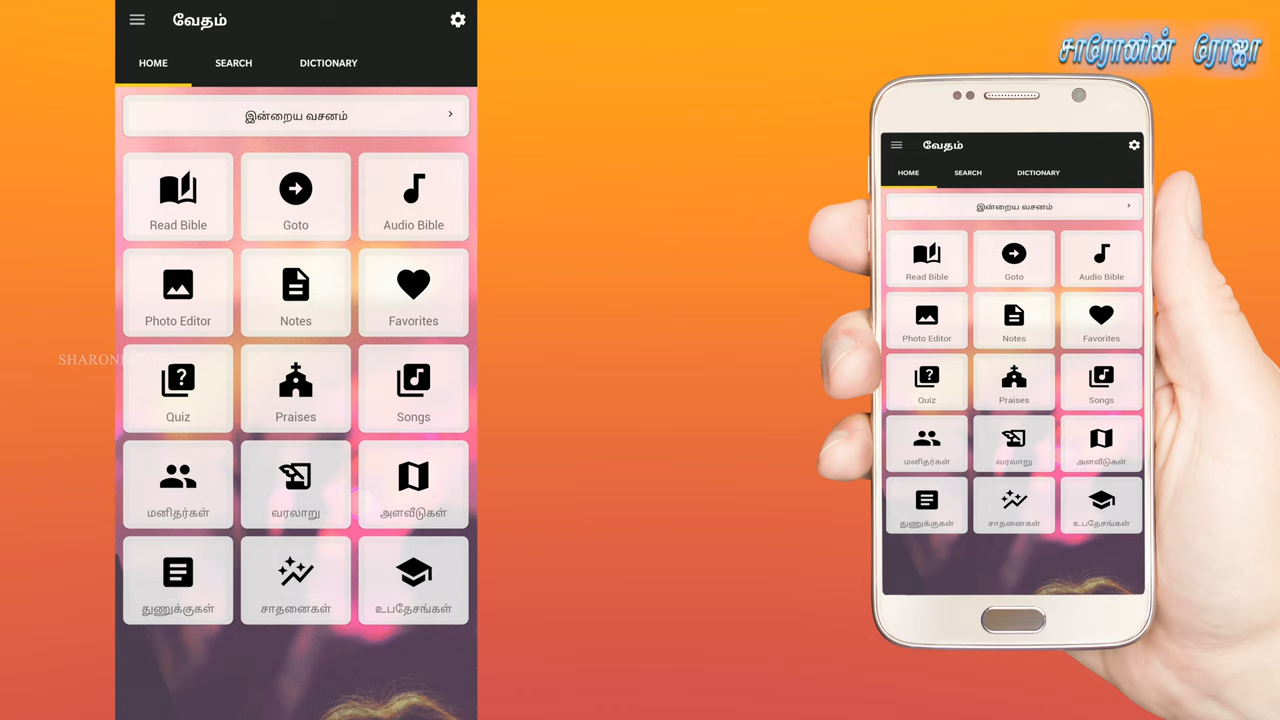 வேதம்
HOME SEARCH DICTIONARY
இன்றைய வசனம்
Read Bible Goto Audio Bible
Photo Editor Notes Favorites
Quiz Praises Songs
மனிதர்கள் வரலாறு அளவீடுகள்
துணுக்குகள் சாதனைகள் உபதேசங்கள்
சாரோனின் ரோஜா
வேதம்
HOME SEARCH DICTIONARY
இன்றைய வசனம்
Read Bible Goto Audio Bible
Photo Editor Notes Favorites
Quiz Praises Songs
மனிதர்கள் வரலாறு அளவீடுகள்
துணுக்குகள் சாதனைகள் உபதேசங்கள்